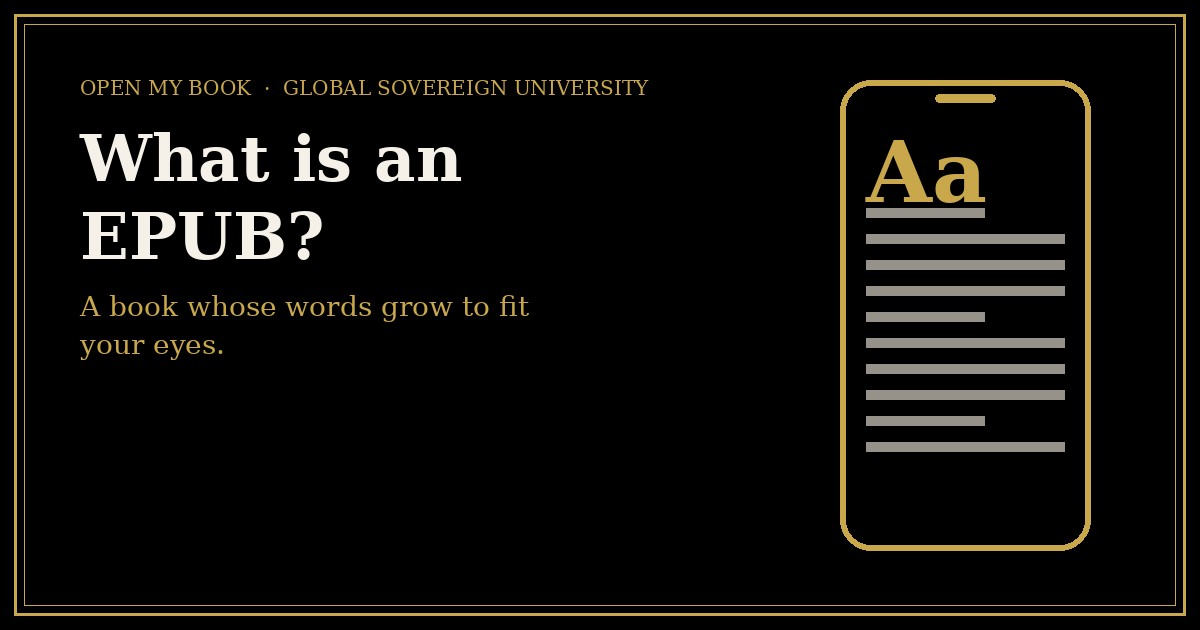 OPEN MY BOOK · GLOBAL SOVEREIGN UNIVERSITY
What is an
EPUB?
A book whose words grow to fit
your eyes.
Aa